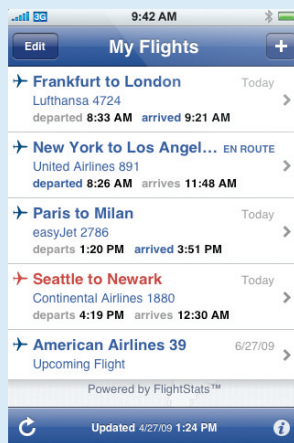 3G 9:42 AM
Edit My Flights +
Frankfurt to London Today
Lufthansa 4724
departed 8:33 AM arrived 9:21 AM
New York to Los Angel... EN ROUTE
United Airlines 891
departed 8:26 AM arrives 11:48 AM
Paris to Milan Today
easyJet 2786
departs 1:20 PM arrived 3:51 PM
Seattle to Newark Today
Continental Airlines 1880
departs 4:19 PM arrives 12:30 AM
American Airlines 39 6/27/09
Upcoming Flight
Powered by FlightStats™
Updated 4/27/09 1:24 PM